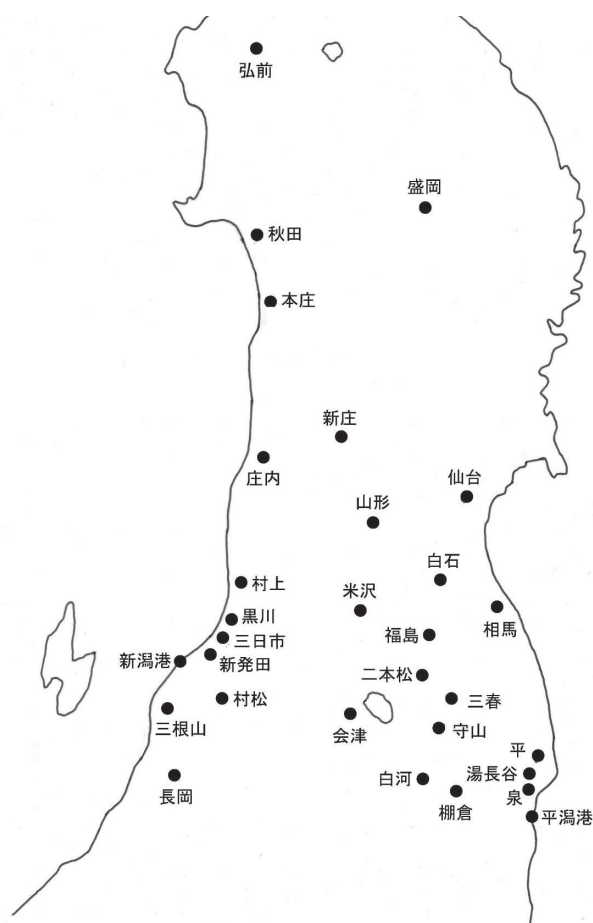 弘前
盛岡
秋田
本庄
新庄
庄内
仙台
山形
白石
村上
米沢
黒川
相馬
三日市
福島
新潟港
新発田
二本松
村松
三春
三根山
会津
守山
平
湯長谷
白河
長岡
泉
棚倉
平潟港